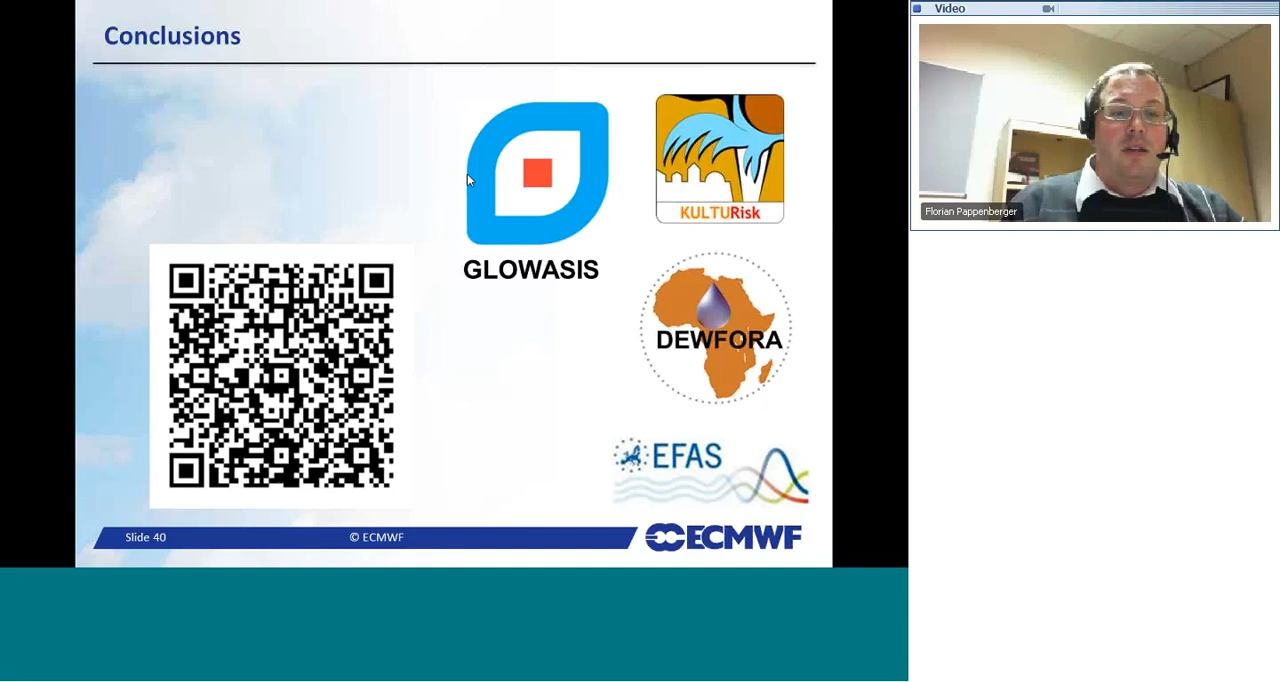 Conclusions
GLOWASIS
KULTURisk
DEWFORA
EFAS
Slide 40
© ECMWF
ECMWF
Video
Florian Pappenberger